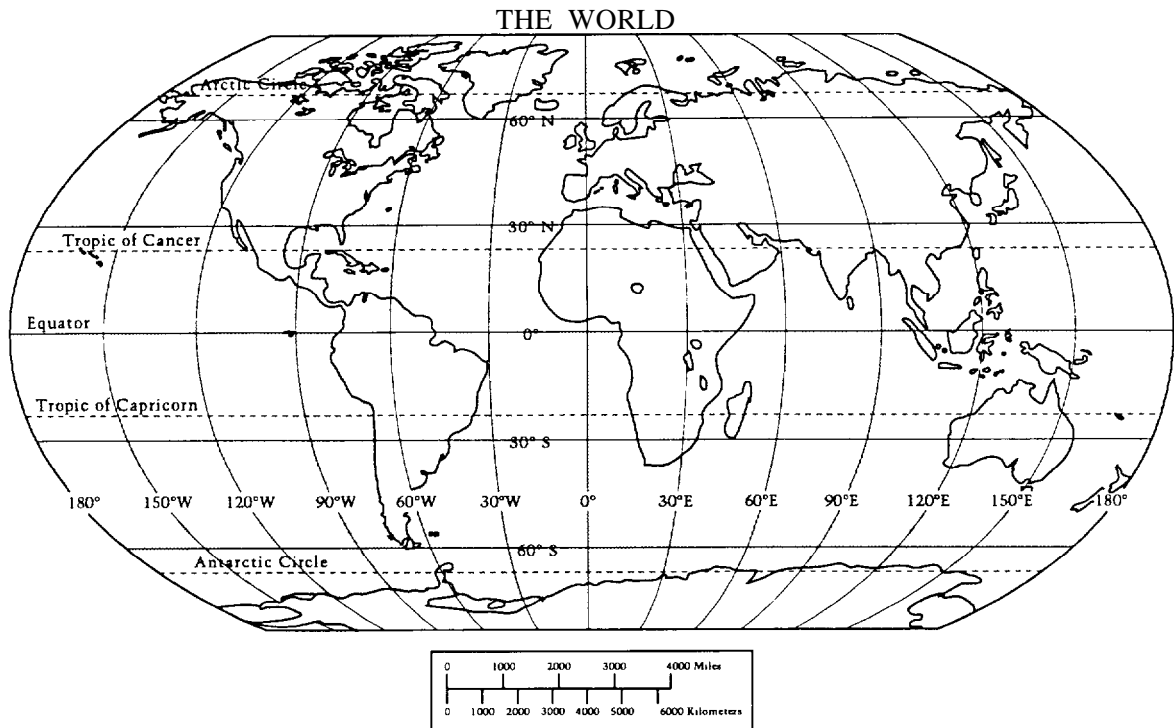 THE WORLD
Arctic Circle
60° N
30° N
Tropic of Cancer
Equator
0°
Tropic of Capricorn
30° S
180° 150°W 120°W 90°W 60°W 30°W 0° 30°E 60°E 90°E 120°E 150°E 180°
60° S
Antarctic Circle
0 1000 2000 3000 4000 Miles
0 1000 2000 3000 4000 5000 6000 Kilometers